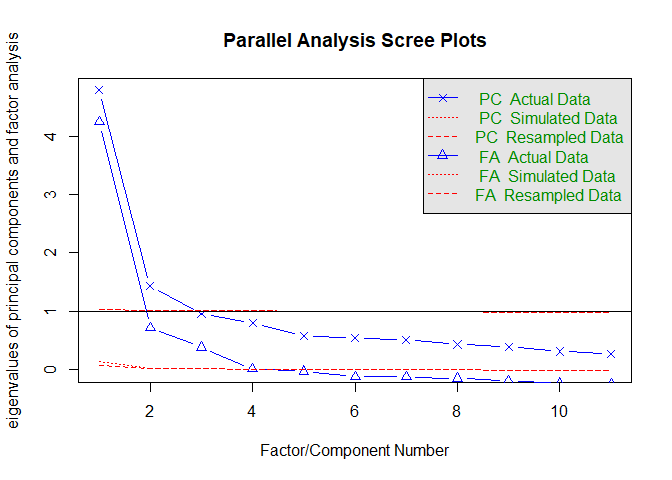 Parallel Analysis Scree Plots
eigenvalues of principal components and factor analysis
4
3
2
1
0
PC Actual Data
PC Simulated Data
PC Resampled Data
FA Actual Data
FA Simulated Data
FA Resampled Data
2 4 6 8 10
Factor/Component Number